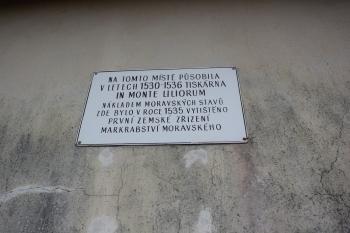 NA TOMTO MÍSTĚ PŮSOBILA
V LETECH 1530-1536 TISKÁRNA
IN MONTE LILIORUM
NÁKLADEM MORAVSKÝCH STAVŮ
ZDE BYLO V ROCE 1535 VYTIŠTĚNO
PRVNÍ ZEMSKÉ ZŘÍZENÍ
MARKRABSTVÍ MORAVSKÉHO